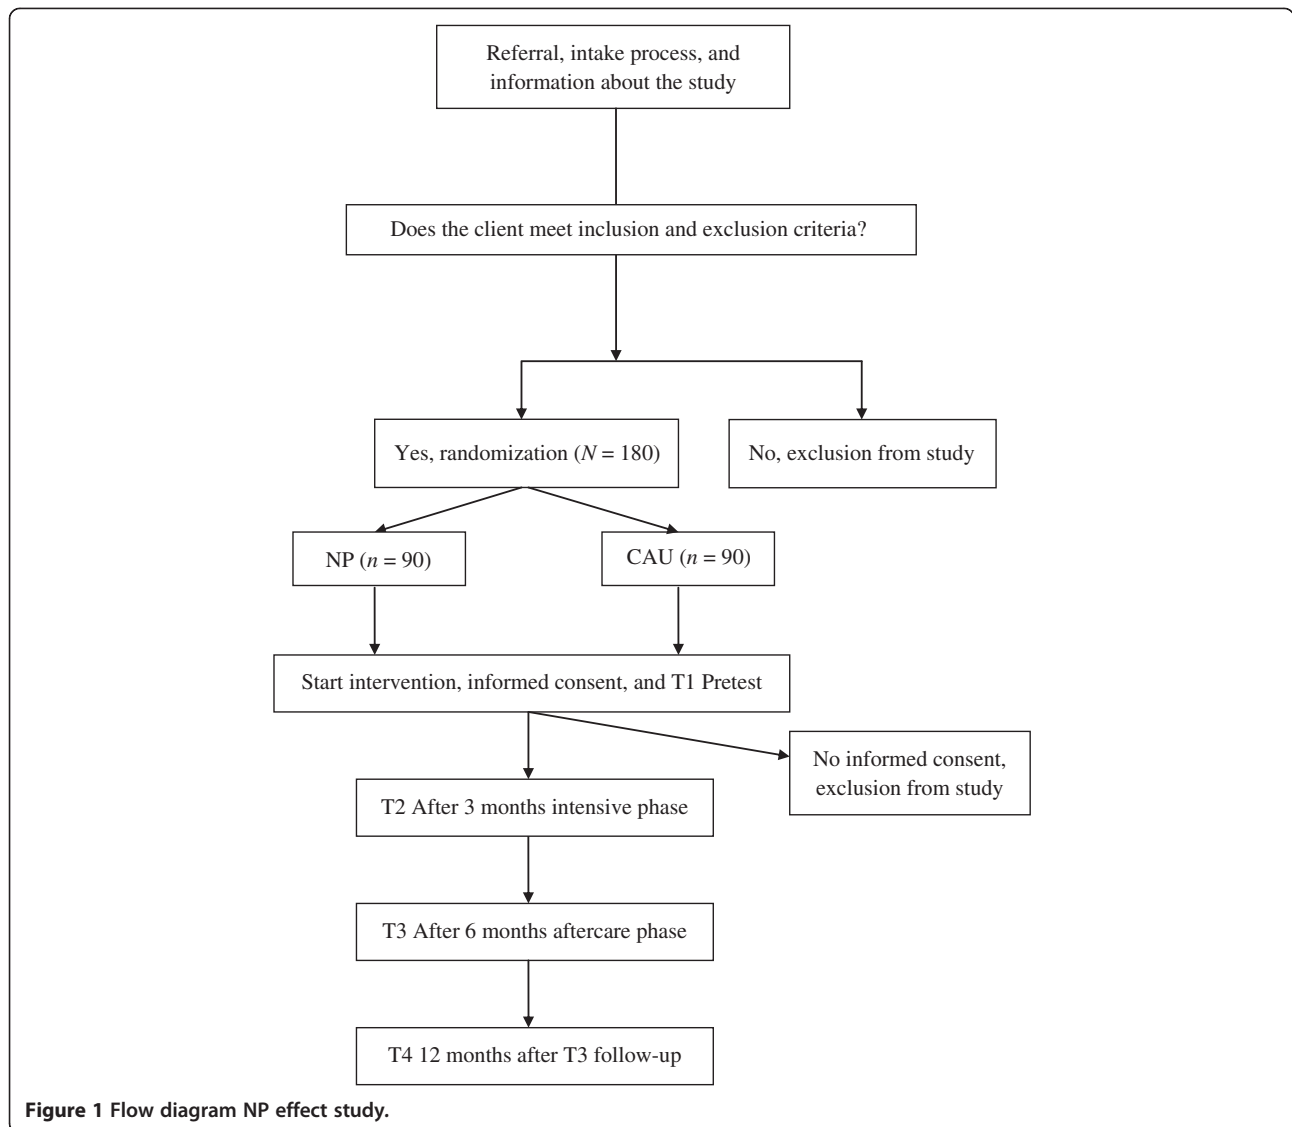 Referral, intake process, and
information about the study
Does the client meet inclusion and exclusion criteria?
Yes, randomization (N = 180)
No, exclusion from study
NP (n = 90)
CAU (n = 90)
Start intervention, informed consent, and T1 Pretest
No informed consent,
exclusion from study
T2 After 3 months intensive phase
T3 After 6 months aftercare phase
T4 12 months after T3 follow-up
Figure 1 Flow diagram NP effect study.